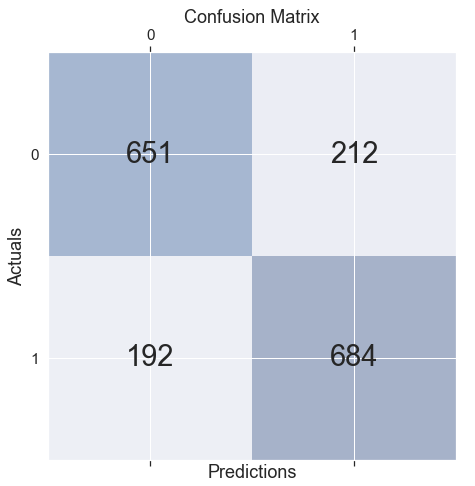 Confusion Matrix
0 1
0 651 212
Actuals
1 192 684
Predictions